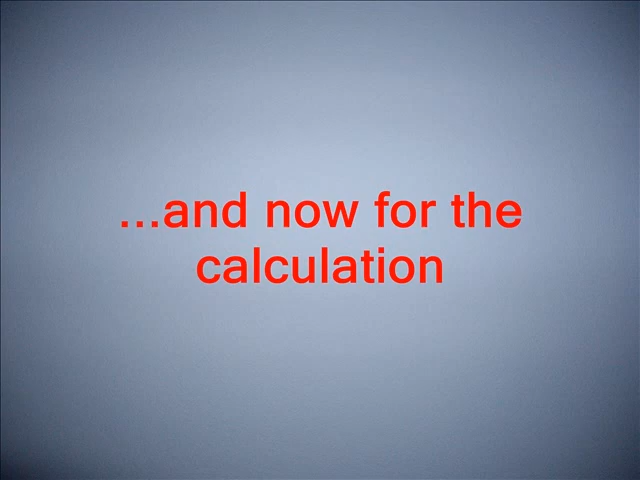 ...and now for the
calculation